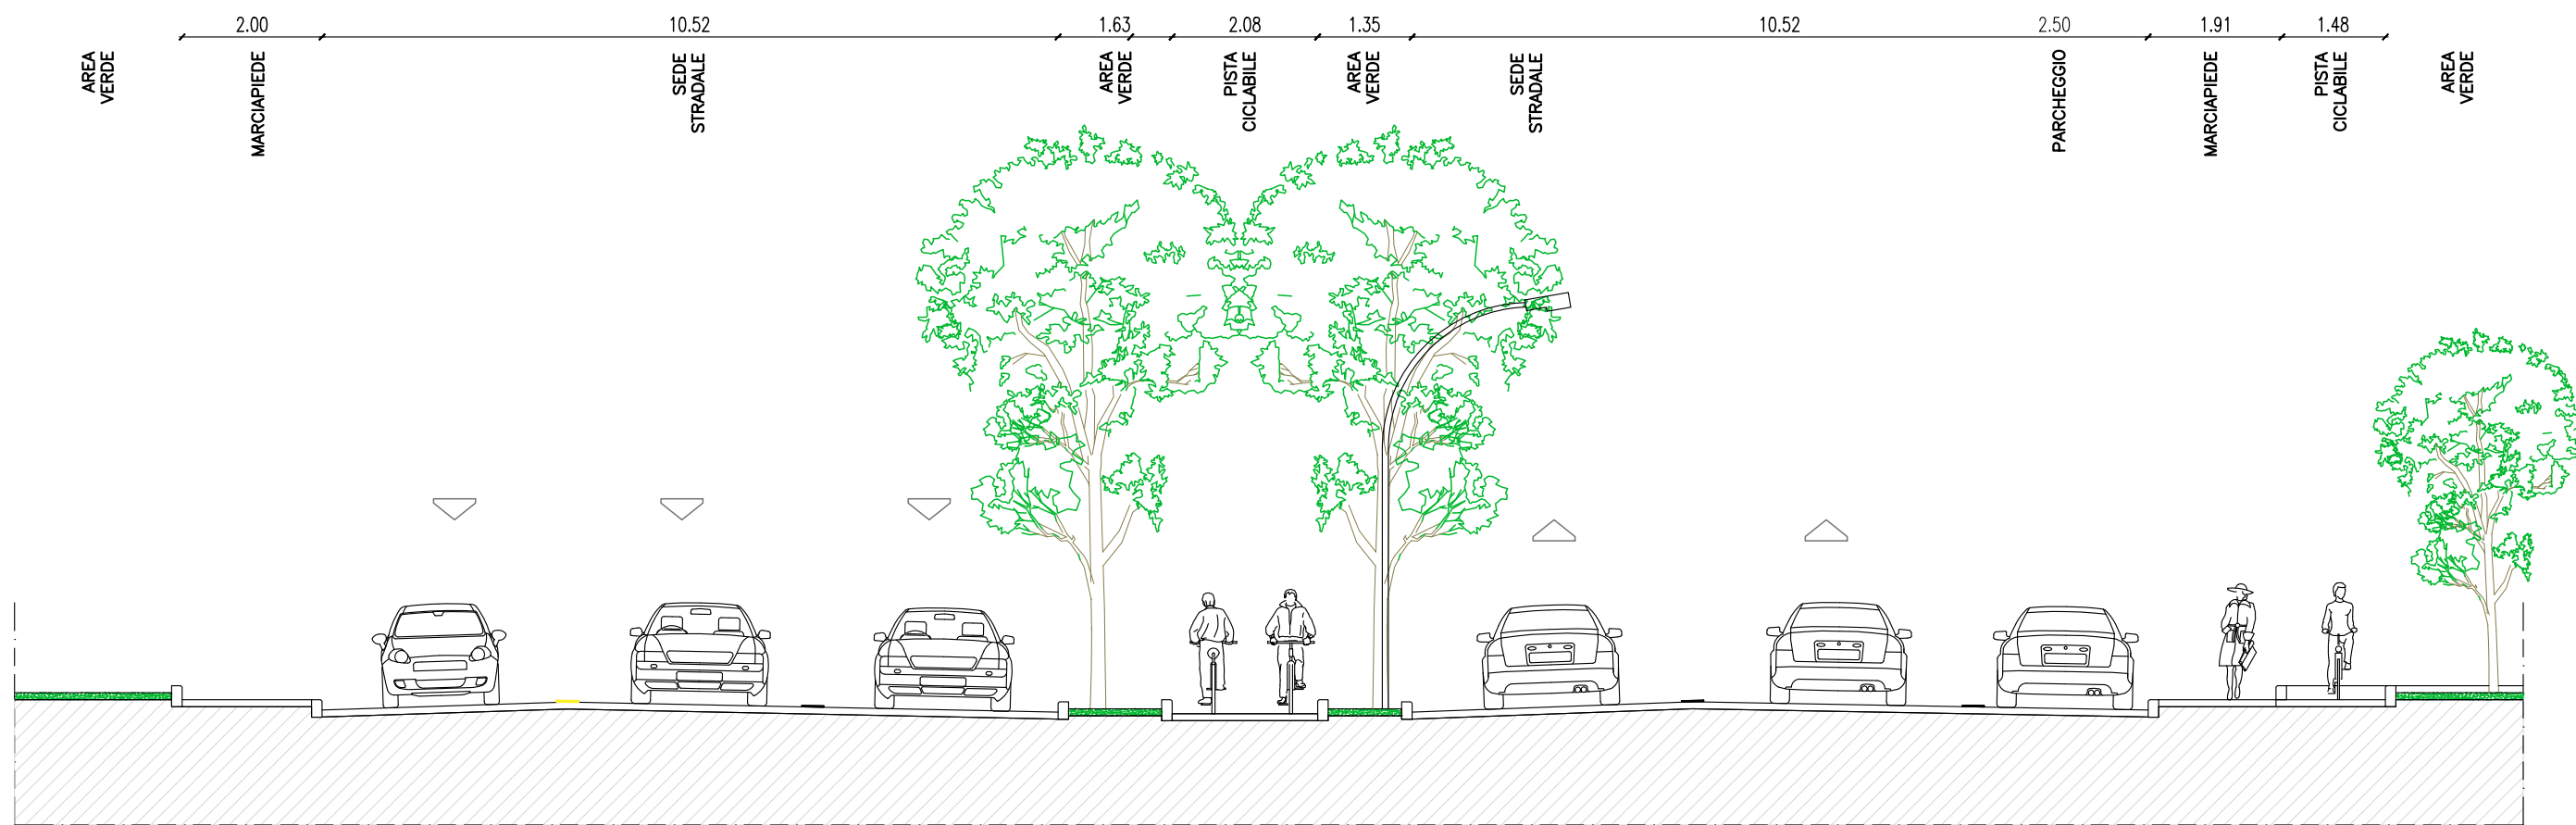 2.00
10.52
1.63
2.08
1.35
10.52
2.50
1.91
1.48
AREA
VERDE
MARCIAPIEDE
SEDE
STRADALE
AREA
VERDE
PISTA
CICLABILE
AREA
VERDE
SEDE
STRADALE
PARCHEGGIO
MARCIAPIEDE
PISTA
CICLABILE
AREA
VERDE